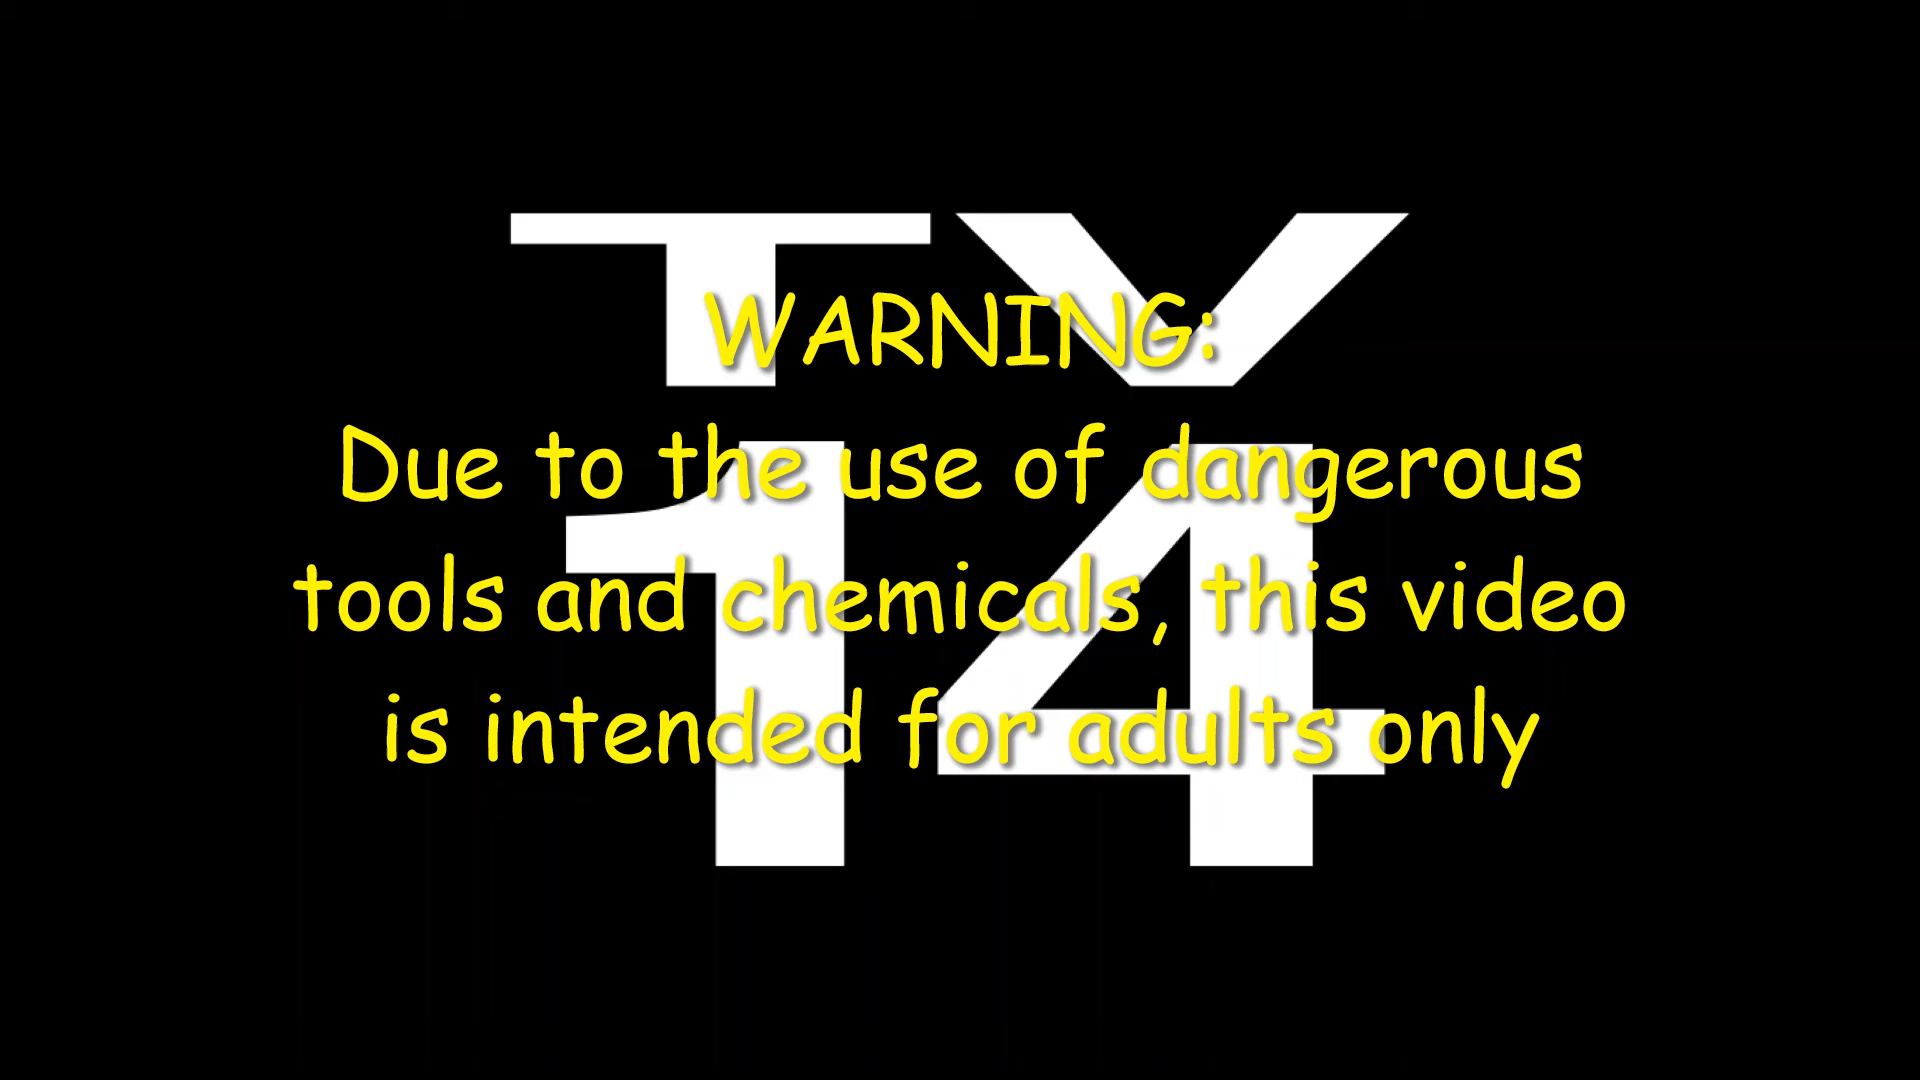 TV
14
WARNING:
Due to the use of dangerous
tools and chemicals, this video
is intended for adults only